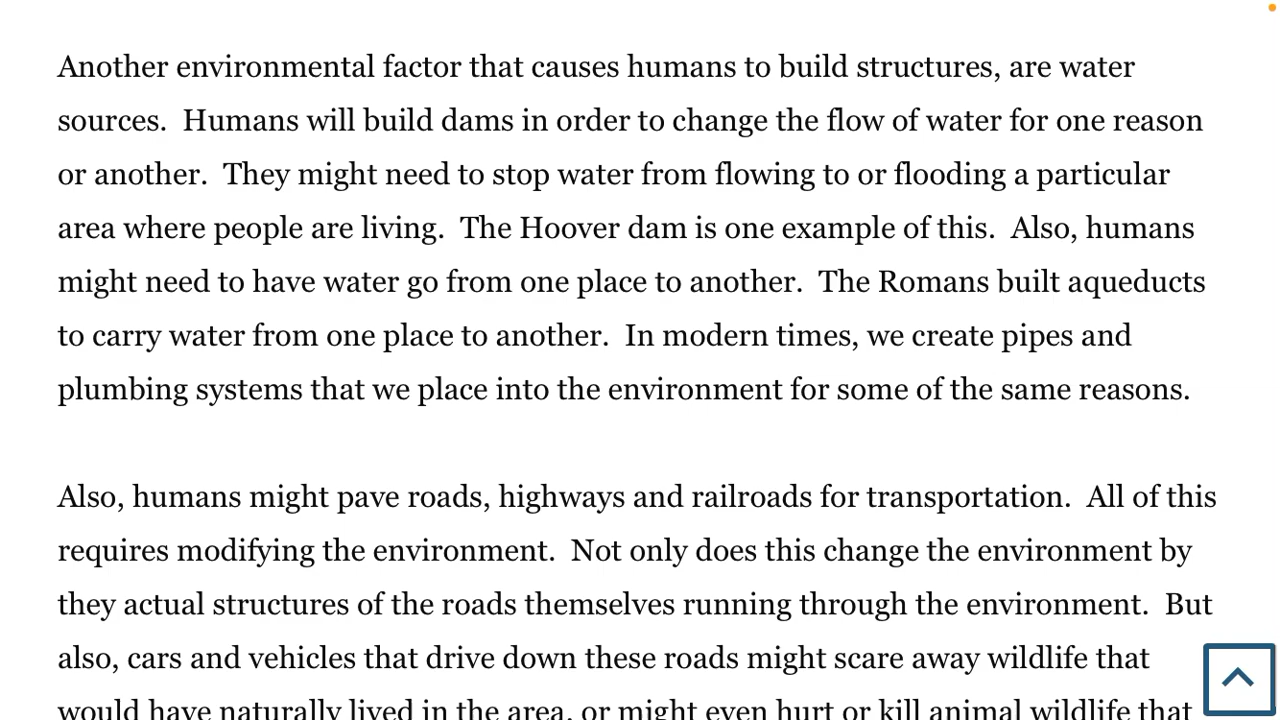 Another environmental factor that causes humans to build structures, are water
sources.  Humans will build dams in order to change the flow of water for one reason
or another.  They might need to stop water from flowing to or flooding a particular
area where people are living.  The Hoover dam is one example of this.  Also, humans
might need to have water go from one place to another.  The Romans built aqueducts
to carry water from one place to another.  In modern times, we create pipes and
plumbing systems that we place into the environment for some of the same reasons.
Also, humans might pave roads, highways and railroads for transportation.  All of this
requires modifying the environment.  Not only does this change the environment by
they actual structures of the roads themselves running through the environment.  But
also, cars and vehicles that drive down these roads might scare away wildlife that
would have naturally lived in the area, or might even hurt or kill animal wildlife that